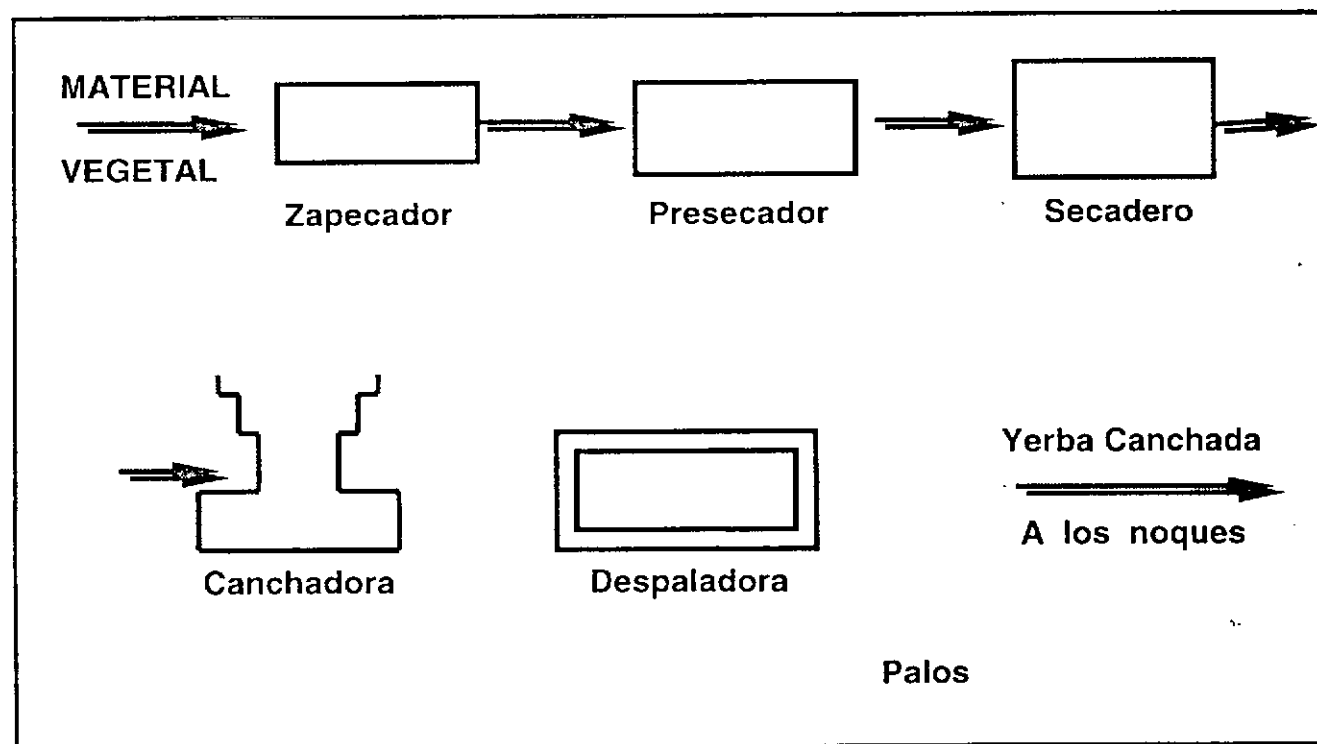 MATERIAL
VEGETAL
Zapecador
Presecador
Secadero
Canchadora
Despaladora
Yerba Canchada
A los noques
Palos